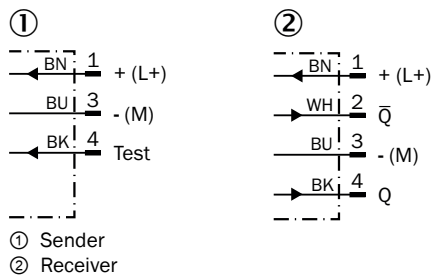 ① ②
BN 1 + (L+)
BU 3 - (M)
BK 4 Test
BN 1 + (L+)
WH 2 Q̅
BU 3 - (M)
BK 4 Q
① Sender
② Receiver